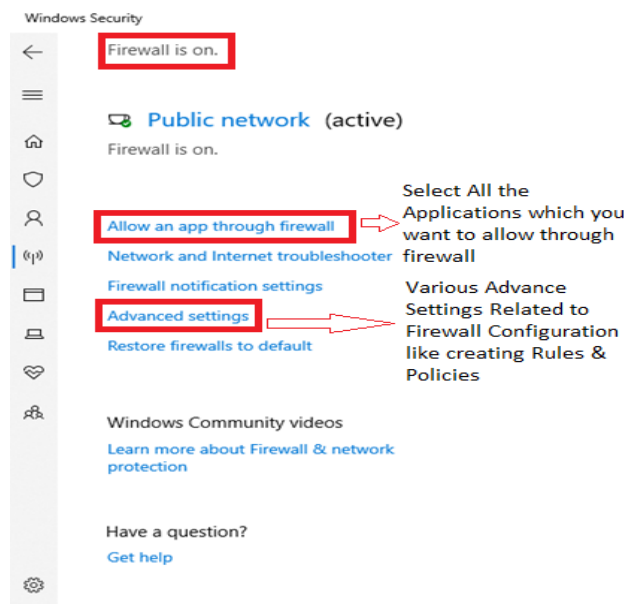 Windows Security
Firewall is on.
Public network (active)
Firewall is on.
Allow an app through firewall
Network and Internet troubleshooter
Firewall notification settings
Advanced settings
Restore firewalls to default
Select All the
Applications which you
want to allow through
firewall
Various Advance
Settings Related to
Firewall Configuration
like creating Rules &
Policies
Windows Community videos
Learn more about Firewall & network
protection
Have a question?
Get help